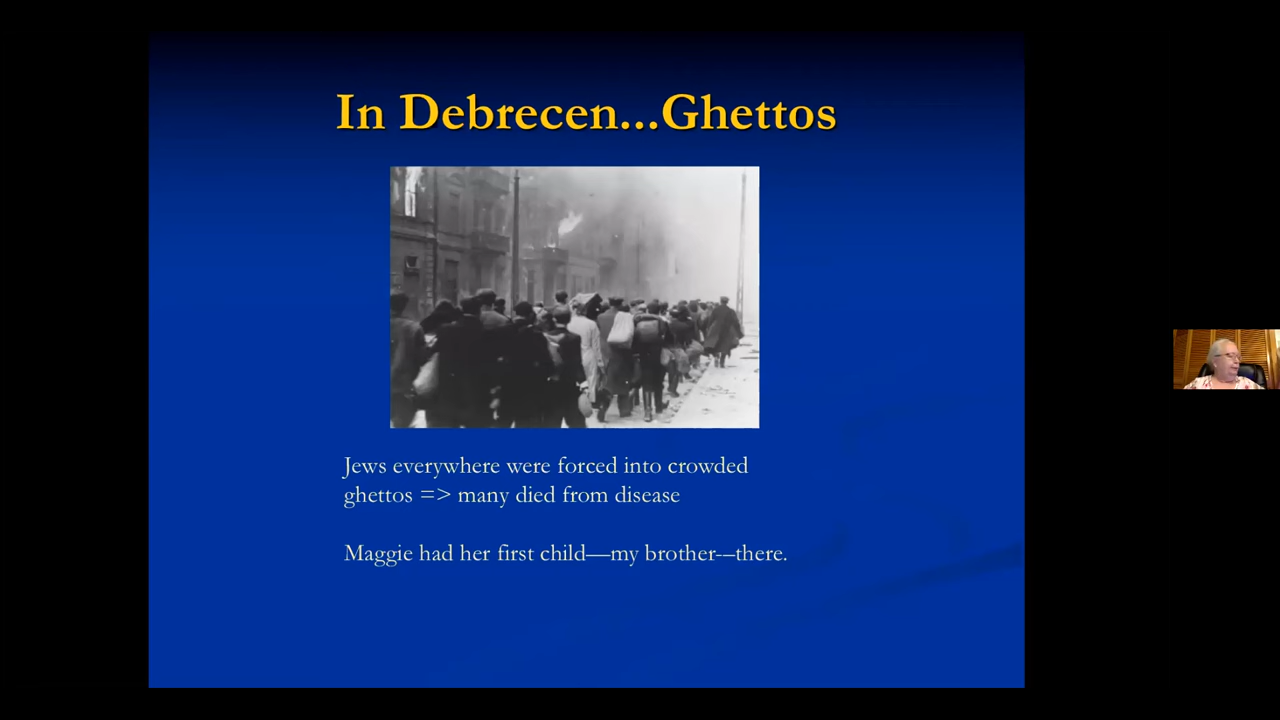 In Debrecen...Ghettos
Jews everywhere were forced into crowded
ghettos => many died from disease
Maggie had her first child—my brother-–there.